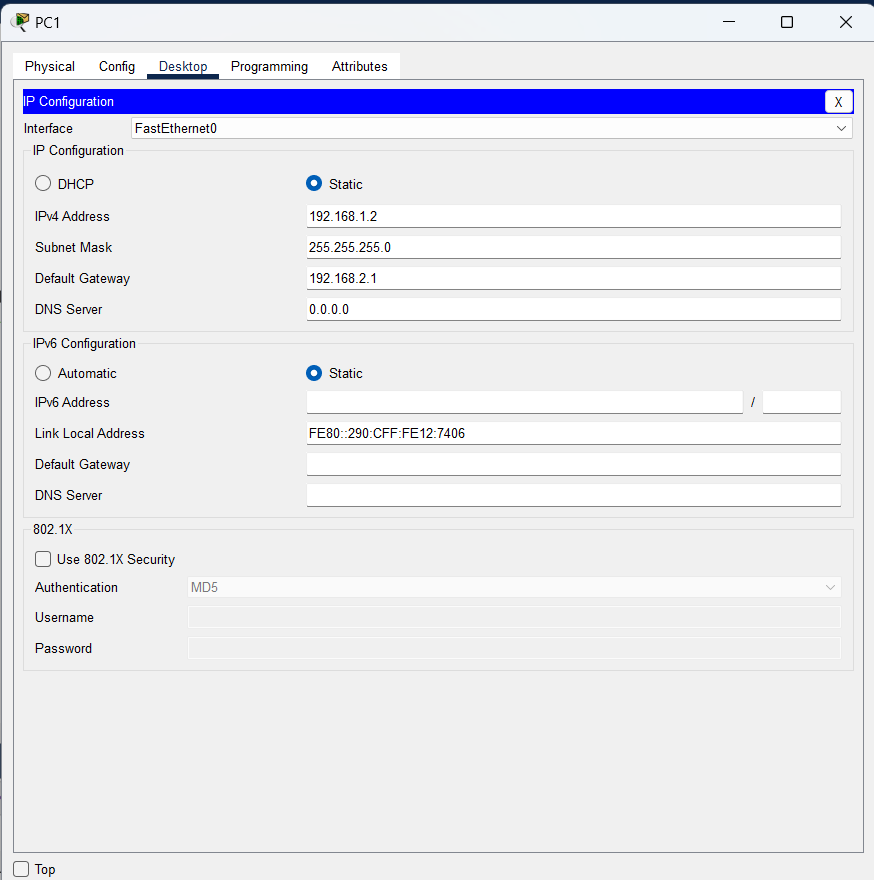 PC1
Physical Config Desktop Programming Attributes
IP Configuration X
Interface FastEthernet0
IP Configuration
DHCP Static
IPv4 Address 192.168.1.2
Subnet Mask 255.255.255.0
Default Gateway 192.168.2.1
DNS Server 0.0.0.0
IPv6 Configuration
Automatic Static
IPv6 Address /
Link Local Address FE80::290:CFF:FE12:7406
Default Gateway
DNS Server
802.1X
Use 802.1X Security
Authentication MD5
Username
Password
Top